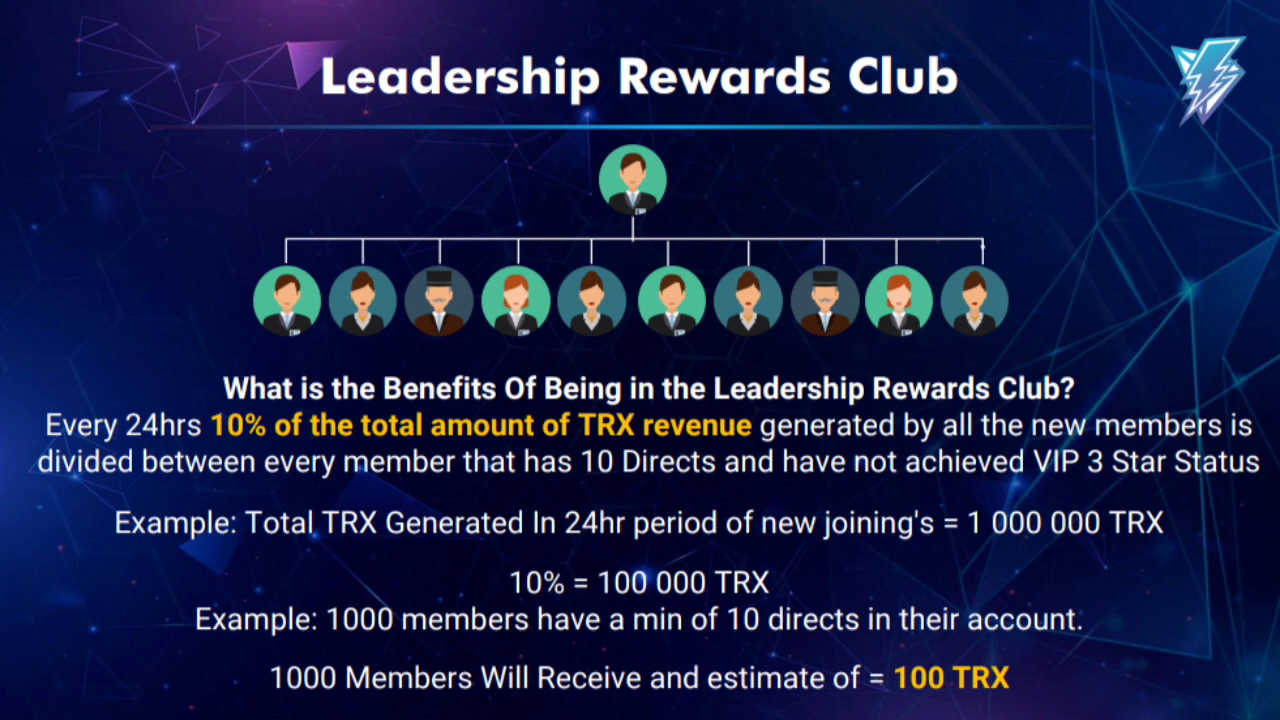 Leadership Rewards Club
What is the Benefits Of Being in the Leadership Rewards Club?
Every 24hrs 10% of the total amount of TRX revenue generated by all the new members is
divided between every member that has 10 Directs and have not achieved VIP 3 Star Status
Example: Total TRX Generated In 24hr period of new joining's = 1 000 000 TRX
10% = 100 000 TRX
Example: 1000 members have a min of 10 directs in their account.
1000 Members Will Receive and estimate of = 100 TRX